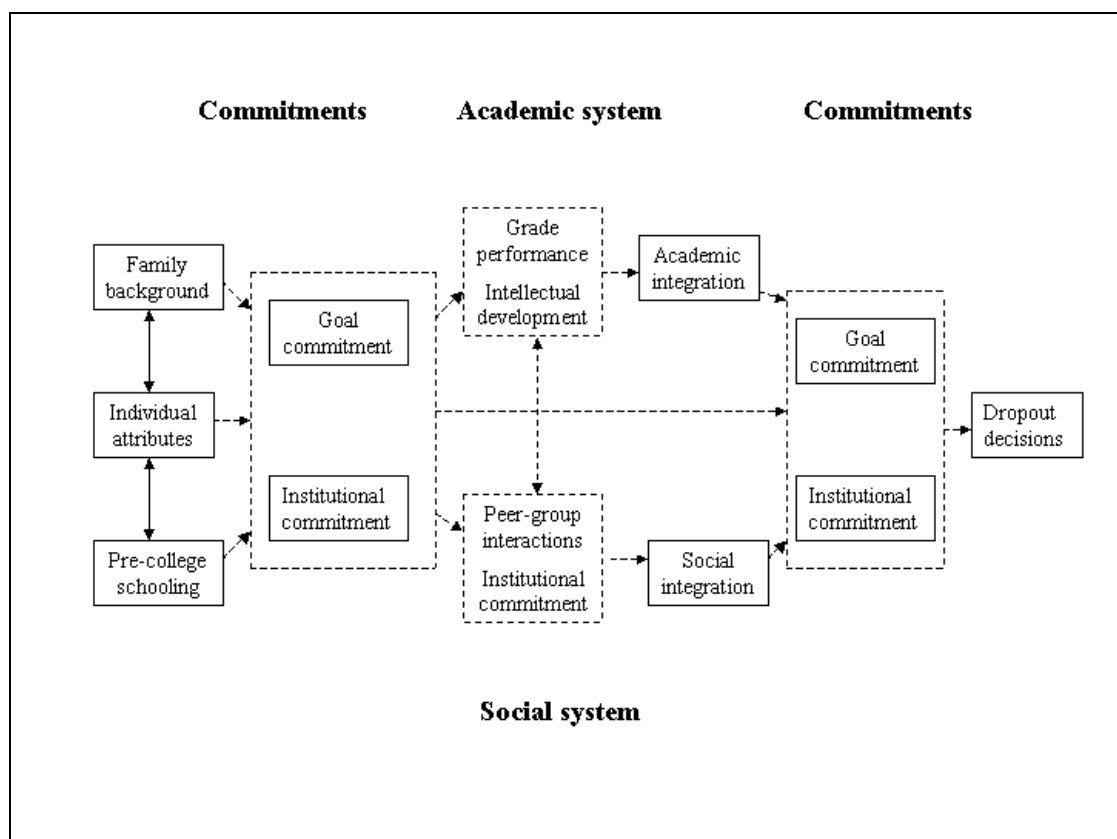 Commitments
Academic system
Commitments
Family
background
Individual
attributes
Pre-college
schooling
Goal
commitment
Institutional
commitment
Grade
performance
Intellectual
development
Peer-group
interactions
Institutional
commitment
Academic
integration
Social
integration
Goal
commitment
Institutional
commitment
Dropout
decisions
Social system